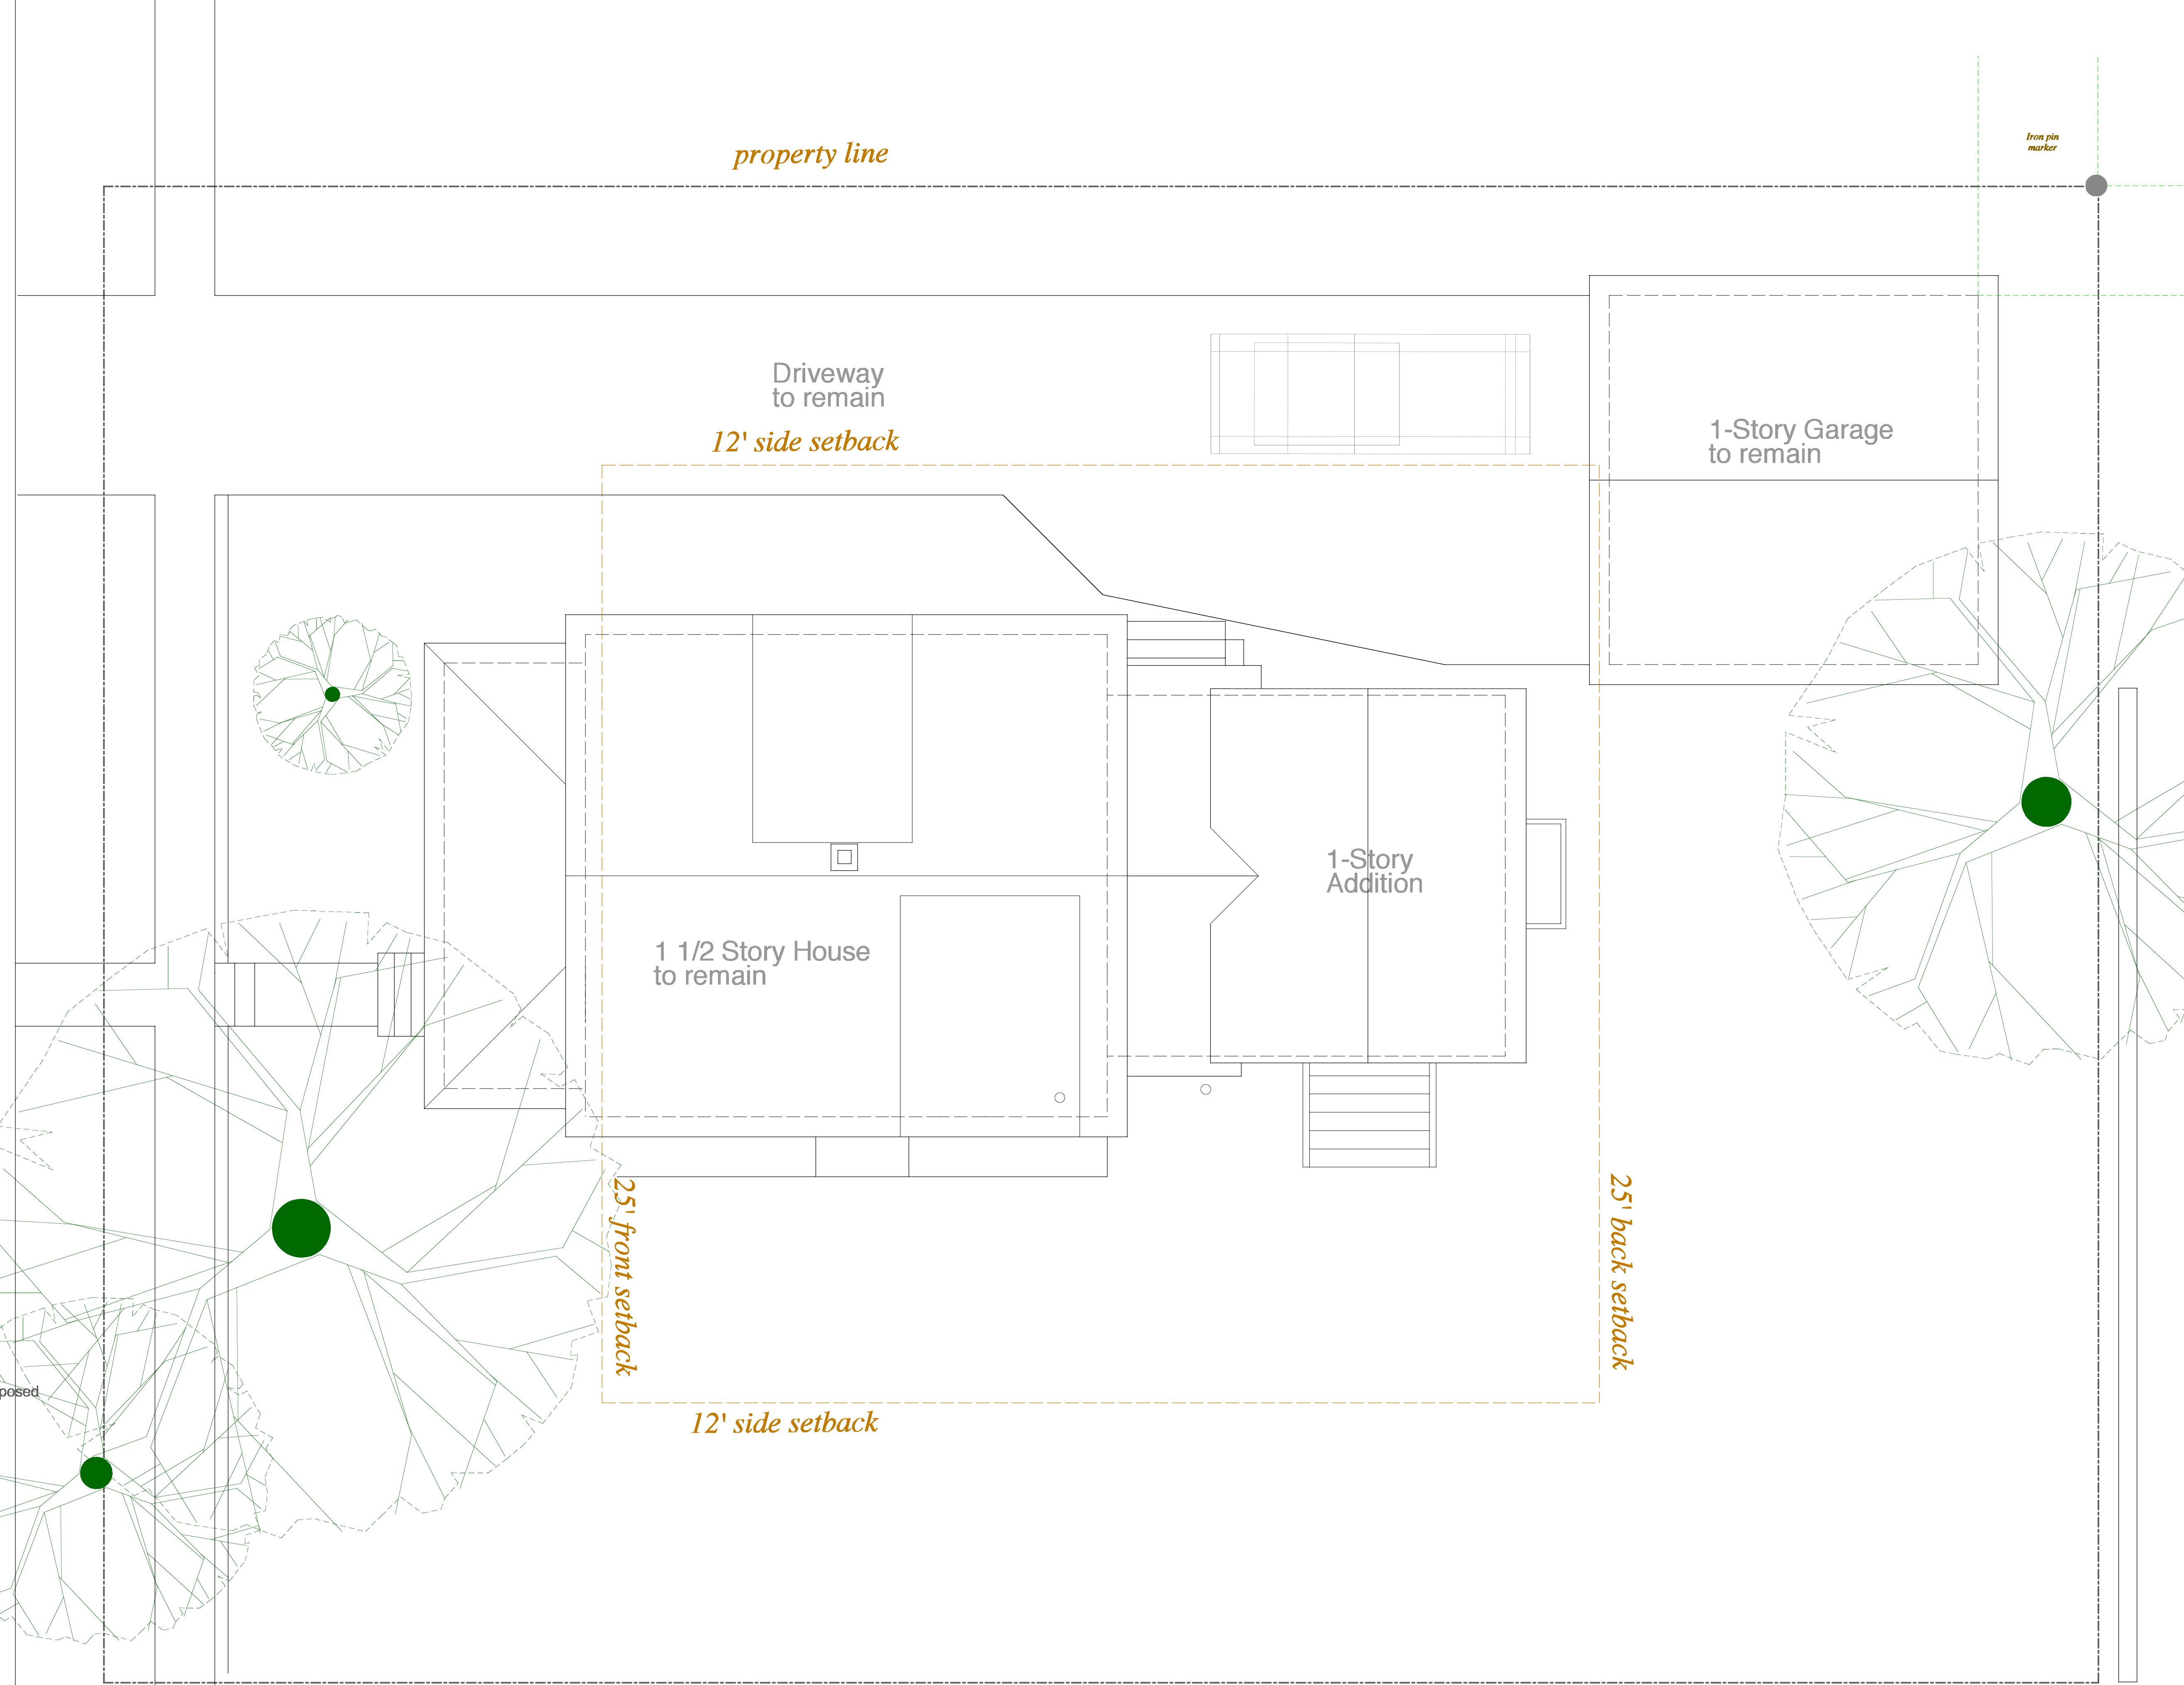 Iron pin
marker
property line
Driveway
to remain
12' side setback
1-Story Garage
to remain
1-Story
Addition
1 1/2 Story House
to remain
25' front setback
25' back setback
posed
12' side setback